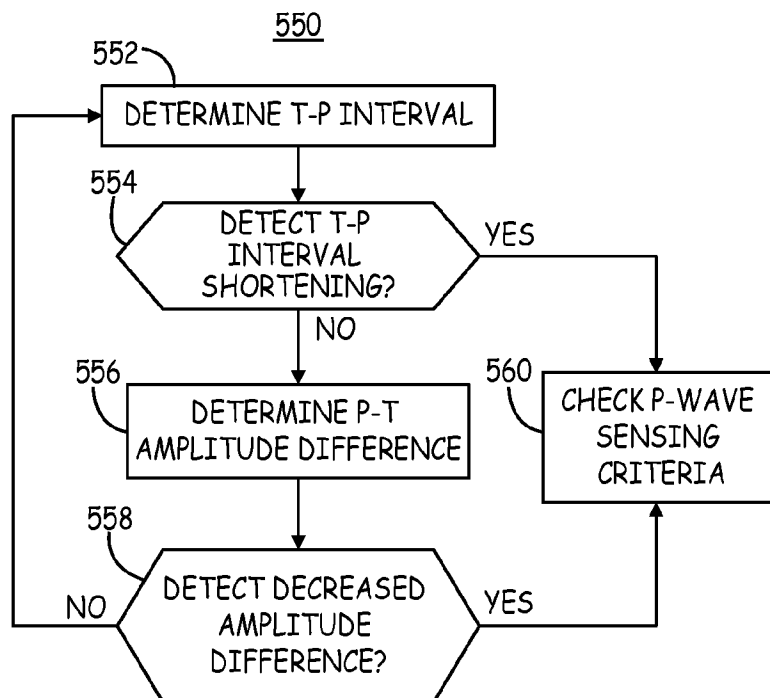 550
552
DETERMINE T-P INTERVAL
554
DETECT T-P
INTERVAL
SHORTENING?
YES
NO
556
DETERMINE P-T
AMPLITUDE DIFFERENCE
560
CHECK P-WAVE
SENSING
CRITERIA
558
DETECT DECREASED
AMPLITUDE
DIFFERENCE?
NO
YES